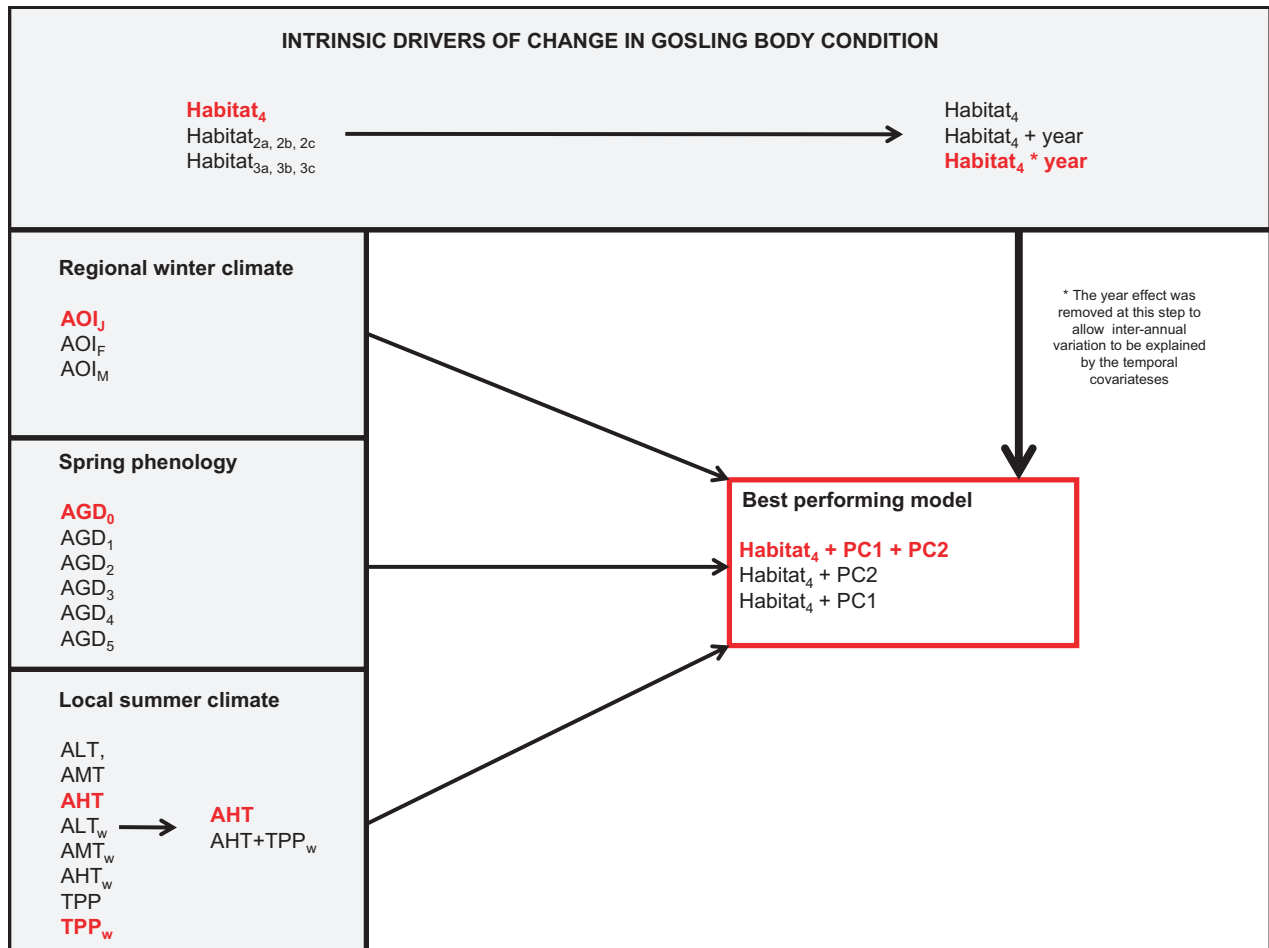 INTRINSIC DRIVERS OF CHANGE IN GOSLING BODY CONDITION
Habitat4
Habitat2a, 2b, 2c
Habitat3a, 3b, 3c
Habitat4
Habitat4 + year
Habitat4 * year
Regional winter climate
AOIJ
AOIF
AOIM
* The year effect was
removed at this step to
allow inter-annual
variation to be explained
by the temporal
covariateses
Spring phenology
AGD0
AGD1
AGD2
AGD3
AGD4
AGD5
Best performing model
Habitat4 + PC1 + PC2
Habitat4 + PC2
Habitat4 + PC1
Local summer climate
ALT,
AMT
AHT
ALTw
AMTw
AHTw
TPP
TPPw
AHT
AHT+TPPw